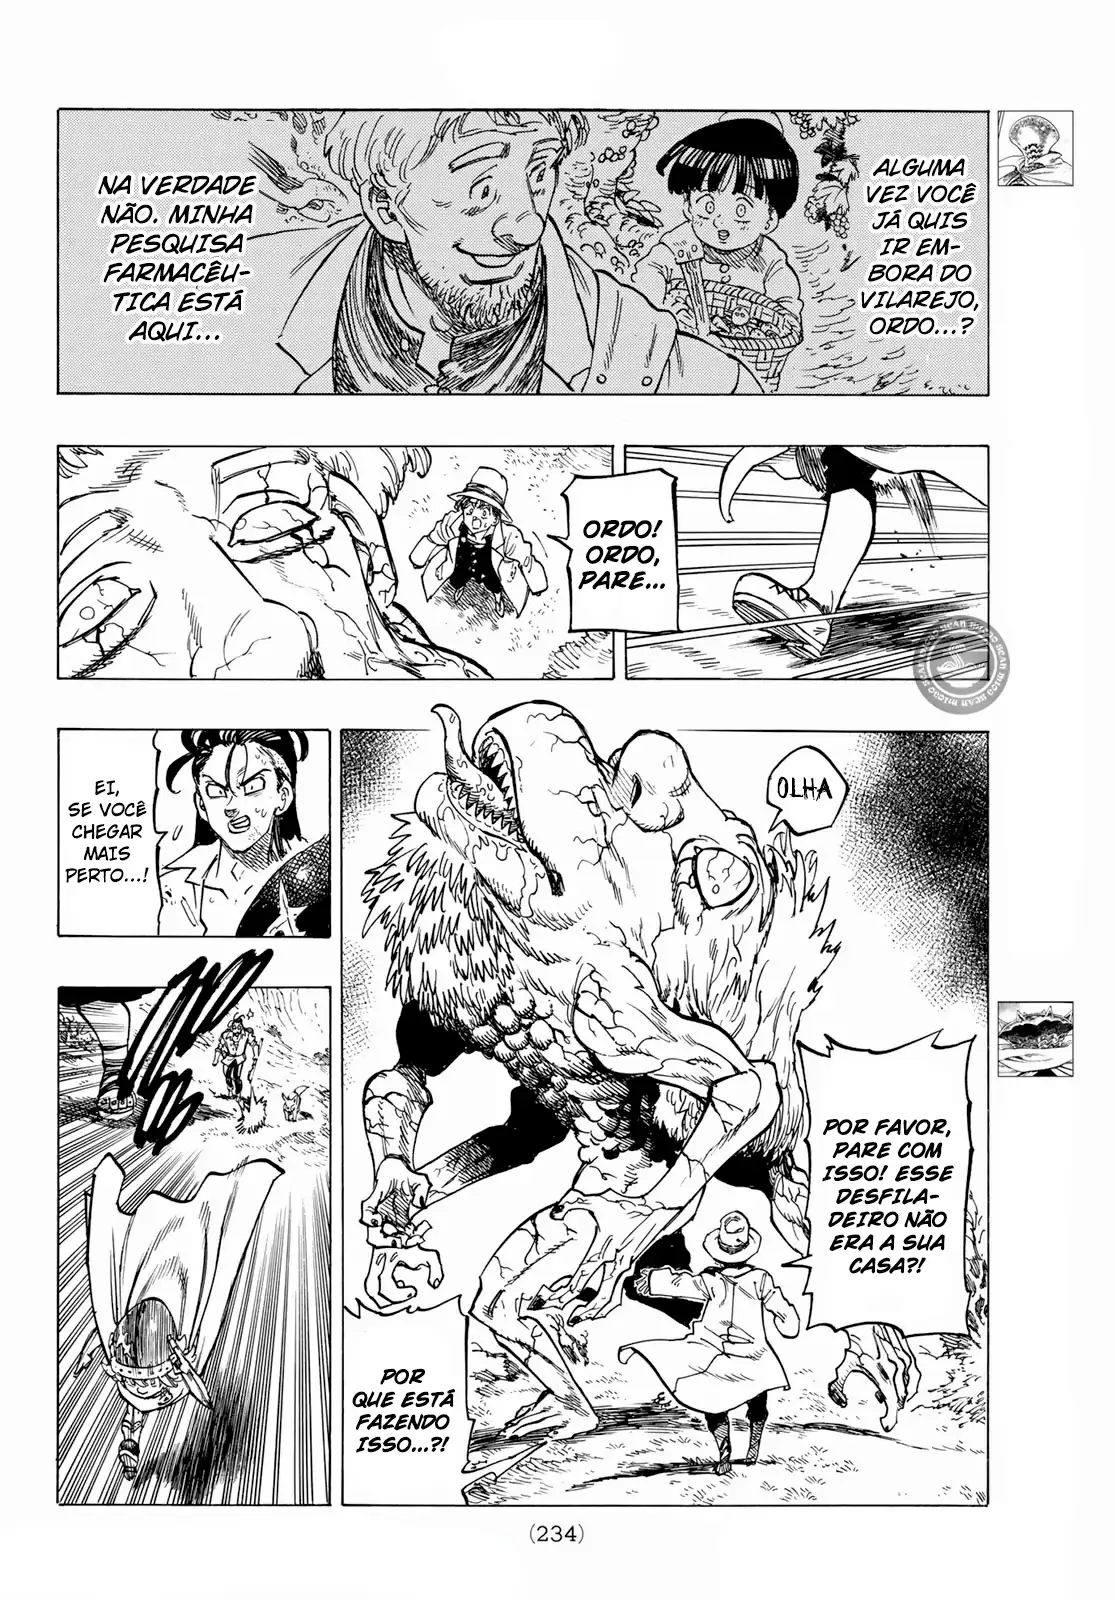 ALGUMA
VEZ VOCÊ
JÁ QUIS
IR EM-
BORA DO
VILAREJO,
ORDO...?
NA VERDADE
NÃO. MINHA
PESQUISA
FARMACÊU-
TICA ESTÁ
AQUI...
ORDO!
ORDO,
PARE...
OLHA
POR FAVOR,
PARE COM
ISSO! ESSE
DESFILA-
DEIRO NÃO
ERA A SUA
CASA?!
POR
QUE ESTÁ
FAZENDO
ISSO...?!
EI,
SE VOCÊ
CHEGAR
MAIS
PERTO...!
(234)